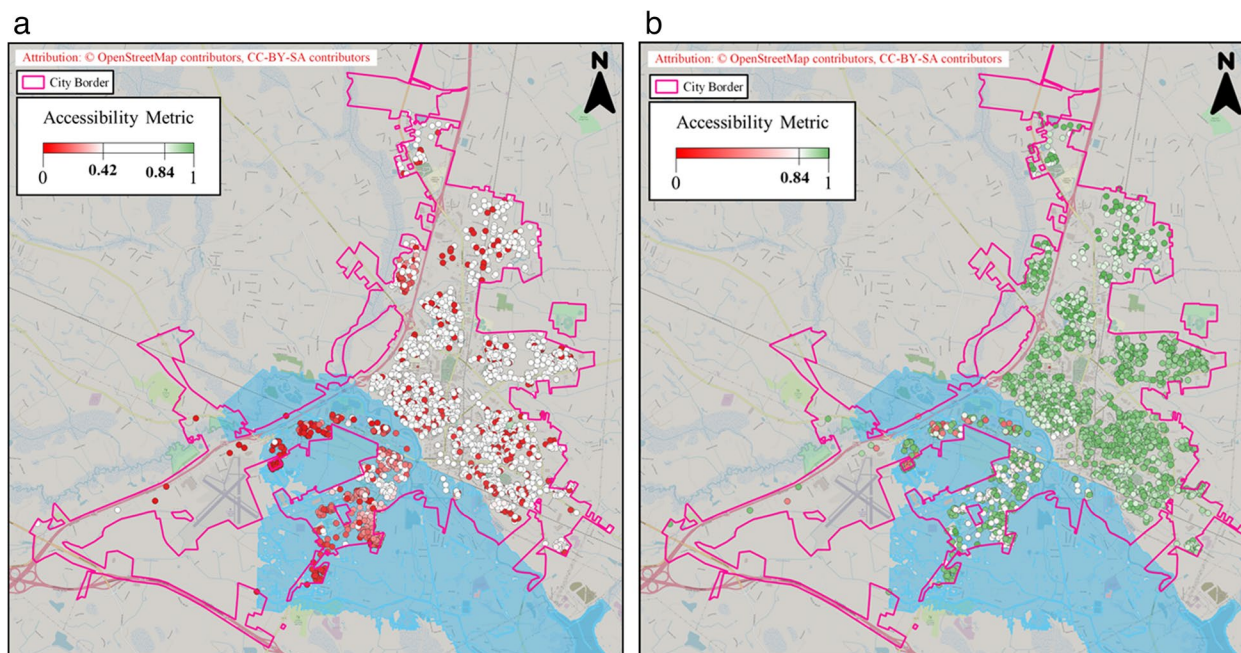 a
Attribution: © OpenStreetMap contributors, CC-BY-SA contributors
City Border
Accessibility Metric
0 0.42 0.84 1
N
b
Attribution: © OpenStreetMap contributors, CC-BY-SA contributors
City Border
Accessibility Metric
0 0.84 1
N